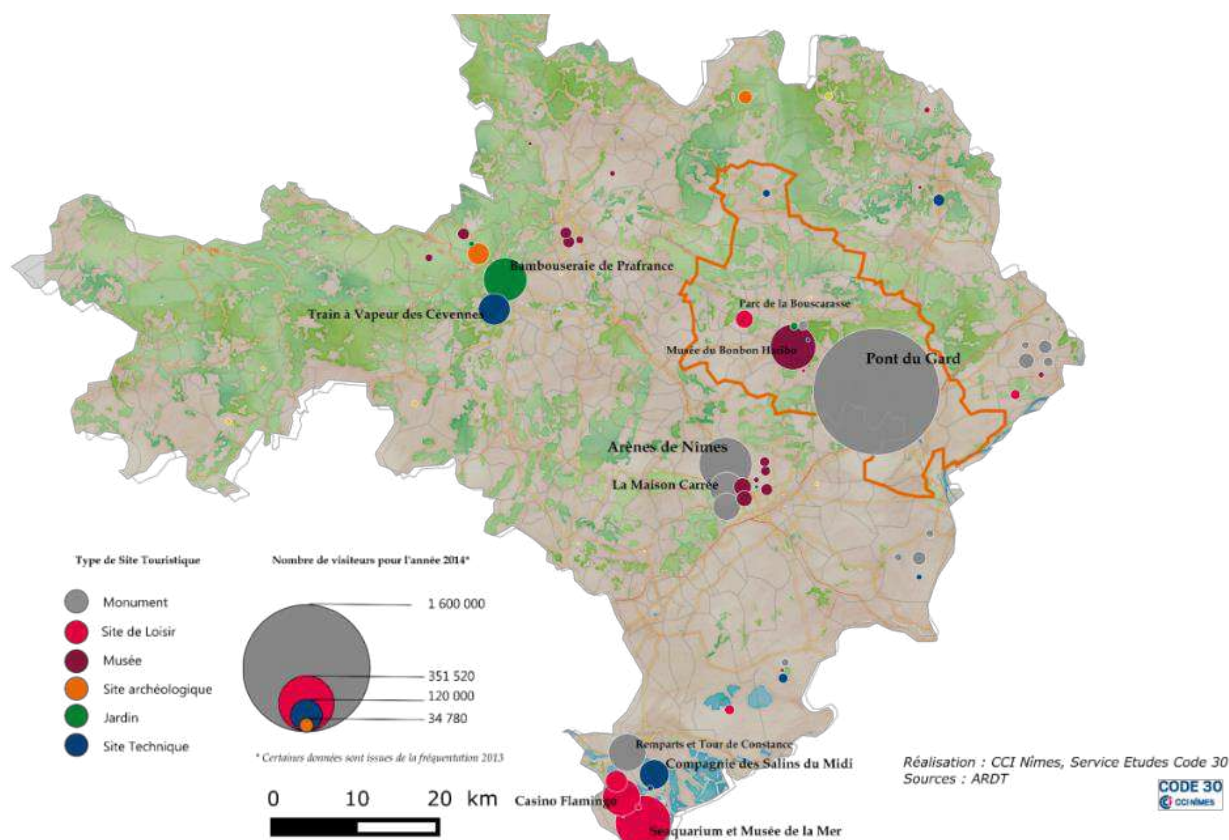 Bambouseraie de Prafrance
Train à Vapeur des Cévennes
Parc de la Bouscarasse
Musée du Bonbon Haribo
Pont du Gard
Arènes de Nîmes
La Maison Carrée
Type de Site Touristique
Monument
Site de Loisir
Musée
Site archéologique
Jardin
Site Technique
Nombre de visiteurs pour l'année 2014*
1 600 000
351 520
120 000
34 780
* Certaines données sont issues de la fréquentation 2013
0 10 20 km
Remparts et Tour de Constance
Compagnie des Salins du Midi
Casino Flamingo
Seaquarium et Musée de la Mer
Réalisation : CCI Nîmes, Service Etudes Code 30
Sources : ARDT
CODE 30
CCI NÎMES